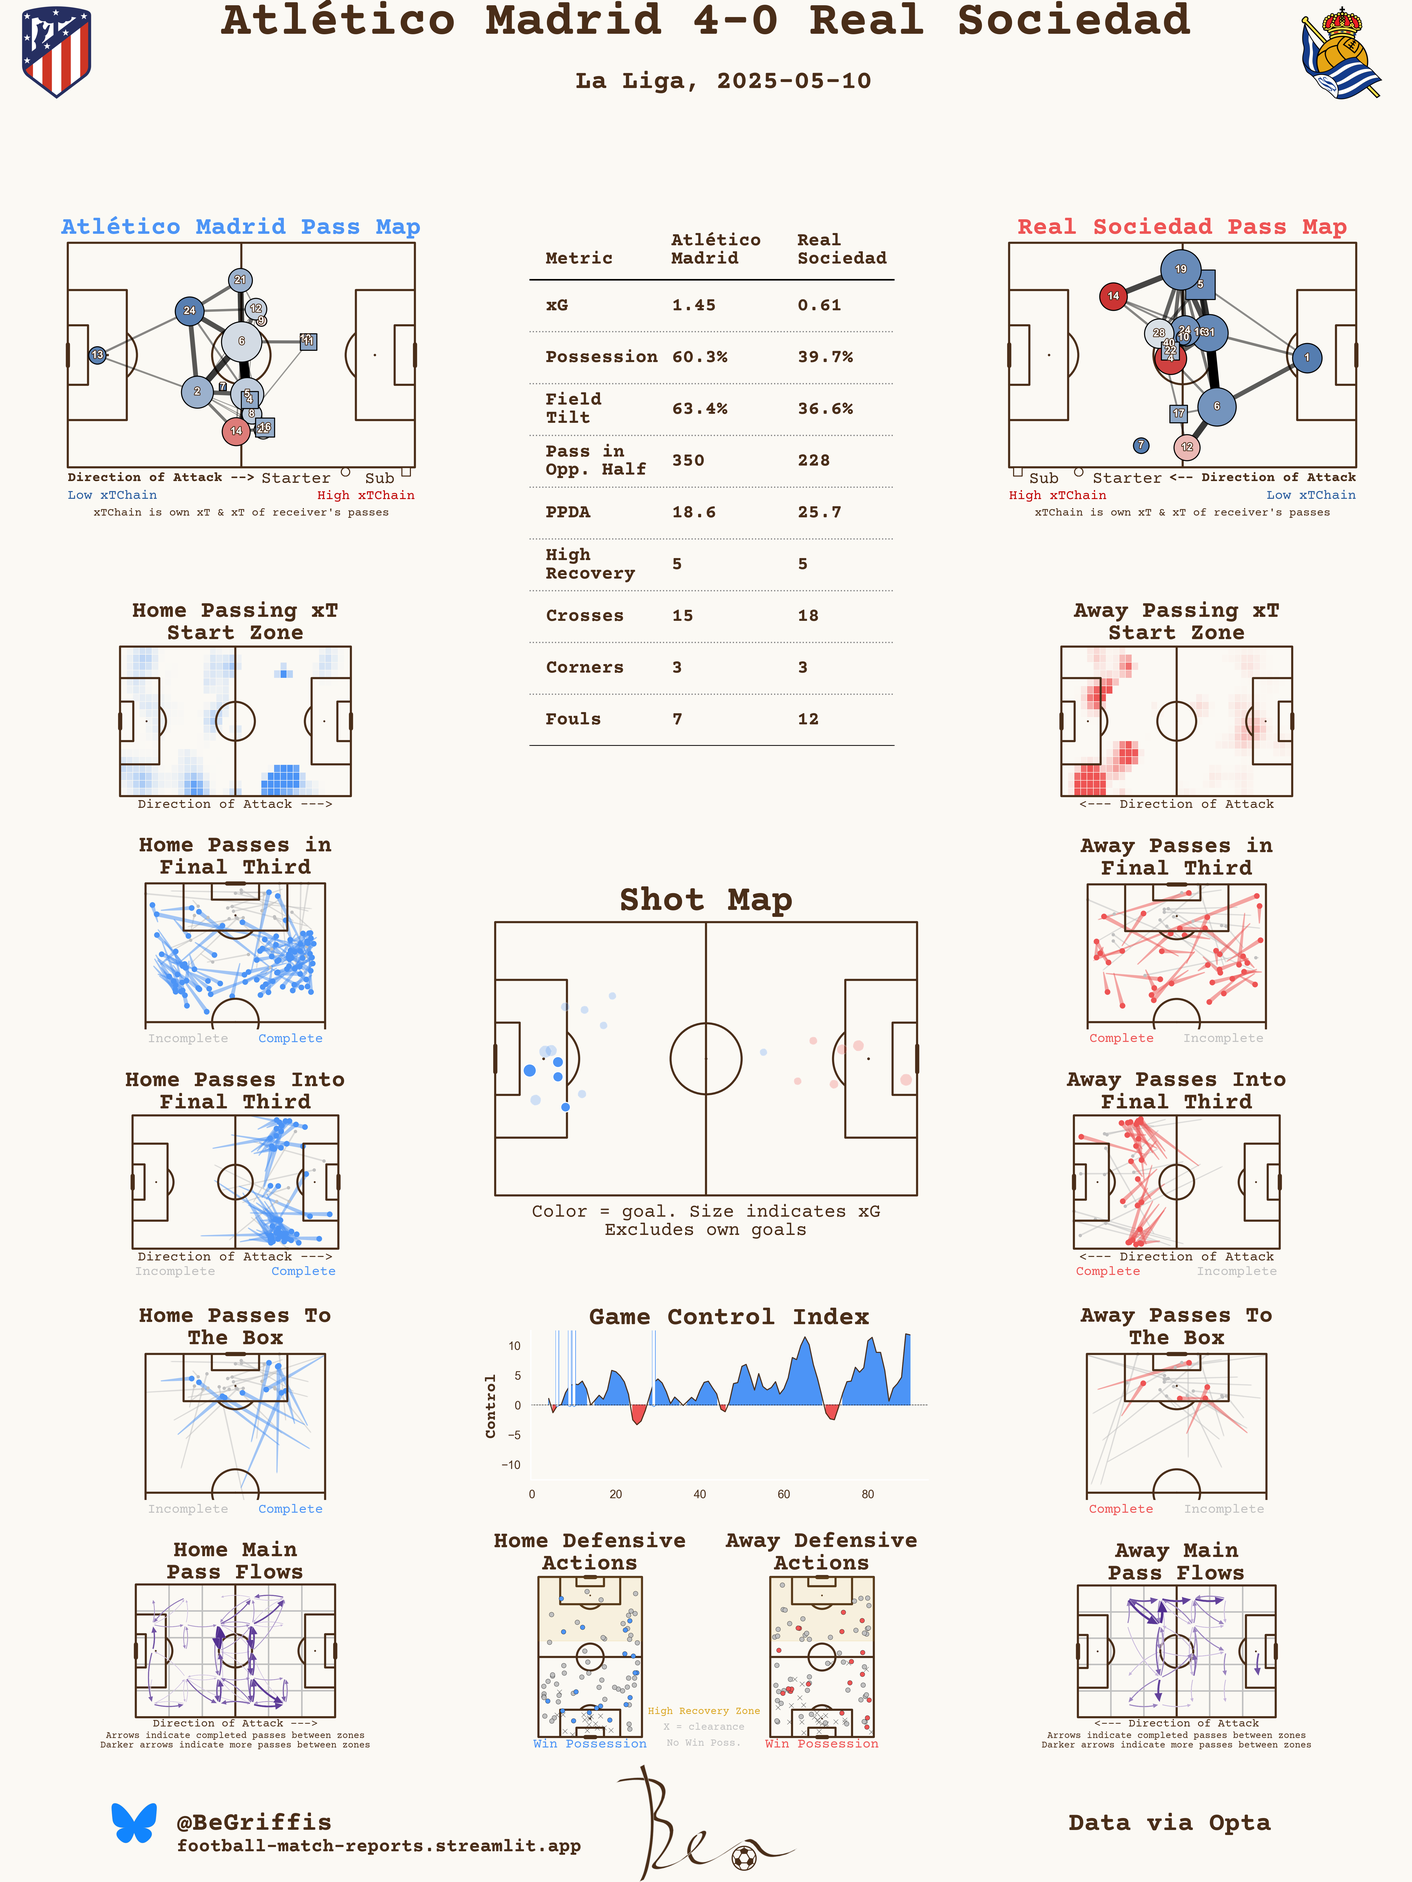 Atlético Madrid 4-0 Real Sociedad
La Liga, 2025-05-10
Atlético Madrid Pass Map
21
24
12
9
6
11
13
2
7
5
4
8
14
16
Direction of Attack --> Starter Sub
Low xTChain High xTChain
xTChain is own xT & xT of receiver's passes
Metric Atlético Madrid Real Sociedad
xG 1.45 0.61
Possession 60.3% 39.7%
Field Tilt 63.4% 36.6%
Pass in Opp. Half 350 228
PPDA 18.6 25.7
High Recovery 5 5
Crosses 15 18
Corners 3 3
Fouls 7 12
Real Sociedad Pass Map
19
5
14
28
24
10
16
31
40
22
4
1
17
6
7
12
Sub Starter <-- Direction of Attack
High xTChain Low xTChain
xTChain is own xT & xT of receiver's passes
Home Passing xT
Start Zone
Direction of Attack --->
Away Passing xT
Start Zone
<--- Direction of Attack
Home Passes in
Final Third
Incomplete Complete
Away Passes in
Final Third
Complete Incomplete
Shot Map
Color = goal. Size indicates xG
Excludes own goals
Home Passes Into
Final Third
Direction of Attack --->
Incomplete Complete
Away Passes Into
Final Third
<--- Direction of Attack
Complete Incomplete
Game Control Index
Control
10
5
0
−5
−10
0 20 40 60 80
Home Passes To
The Box
Incomplete Complete
Away Passes To
The Box
Complete Incomplete
Home Defensive
Actions
Win Possession
Away Defensive
Actions
Win Possession
High Recovery Zone
X = clearance
No Win Poss.
Home Main
Pass Flows
Direction of Attack --->
Arrows indicate completed passes between zones
Darker arrows indicate more passes between zones
Away Main
Pass Flows
<--- Direction of Attack
Arrows indicate completed passes between zones
Darker arrows indicate more passes between zones
@BeGriffis
football-match-reports.streamlit.app
Ben
Data via Opta